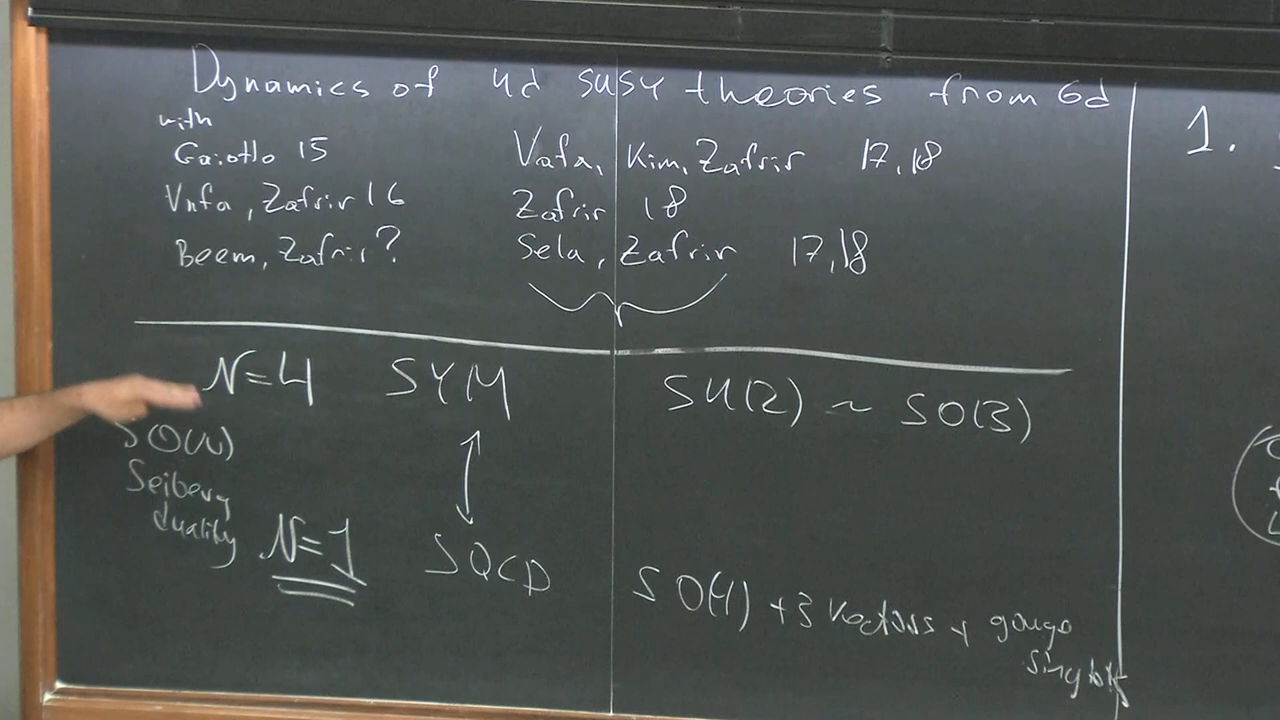 Dynamics of 4d SUSY theories from 6d
with
Gaiotto 15
Vafa, Zafrir 16
Beem, Zafrir?
Vafa, Kim, Zafrir 17,18
Zafrir 18
Sela, Zafrir 17,18
N=4 SYM SU(2) ~ SO(3)
SO(N)
Seiberg
duality
N=1 SQCD SO(4) + 3 vectors + gauge
singlets
1.